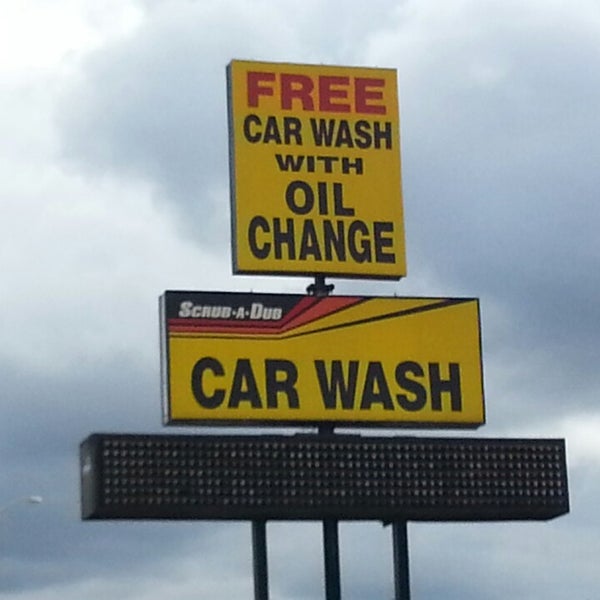 FREE
CAR WASH
WITH
OIL
CHANGE
SCRUB·A·DUB
CAR WASH